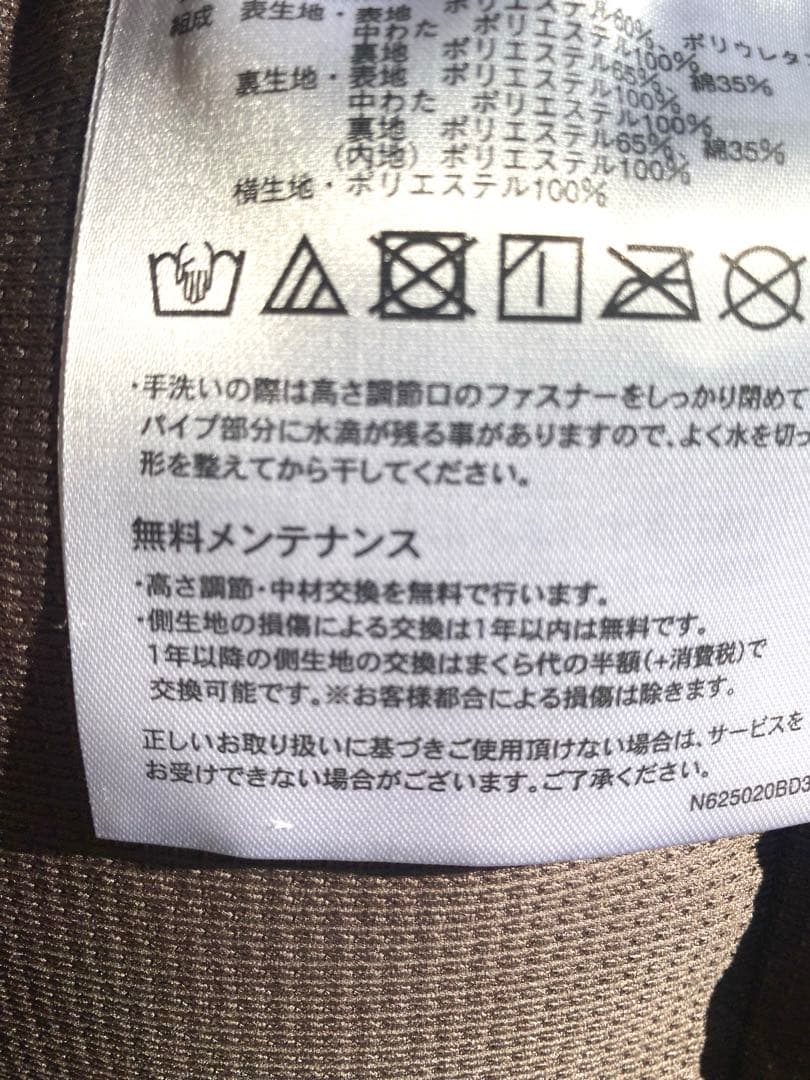 組成 表生地・表地 ポリエステル60%、ポリウレタ
中わた ポリエステル100%
裏地 ポリエステル65%、綿35%
裏生地・表地 ポリエステル100%
中わた ポリエステル100%
裏地 ポリエステル65%、綿35%
(内地) ポリエステル100%
横生地・ポリエステル100%
・手洗いの際は高さ調節口のファスナーをしっかり閉めて
パイプ部分に水滴が残る事がありますので、よく水を切っ
形を整えてから干してください。
無料メンテナンス
・高さ調節・中材交換を無料で行います。
・側生地の損傷による交換は1年以内は無料です。
1年以降の側生地の交換はまくら代の半額(+消費税)で
交換可能です。※お客様都合による損傷は除きます。
正しいお取り扱いに基づきご使用頂けない場合は、サービスを
お受けできない場合がございます。ご了承ください。
N625020BD3